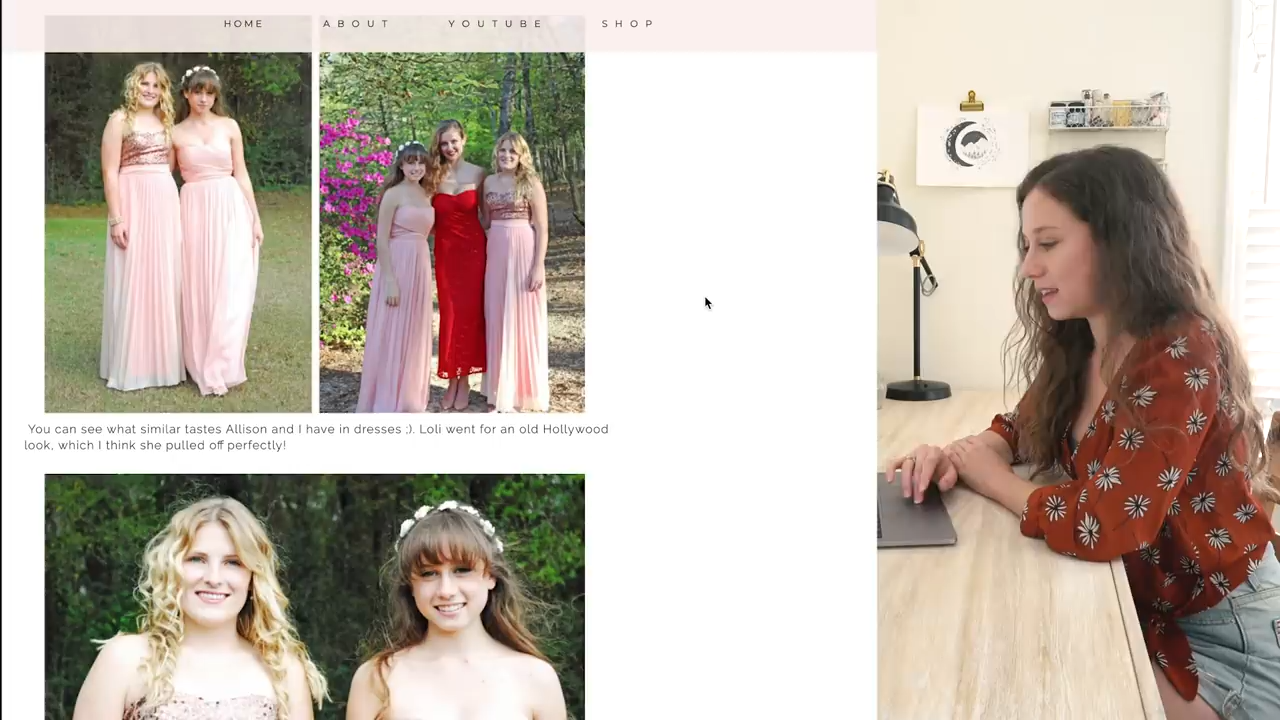 HOME ABOUT YOUTUBE SHOP
You can see what similar tastes Allison and I have in dresses ;). Loli went for an old Hollywood
look, which I think she pulled off perfectly!